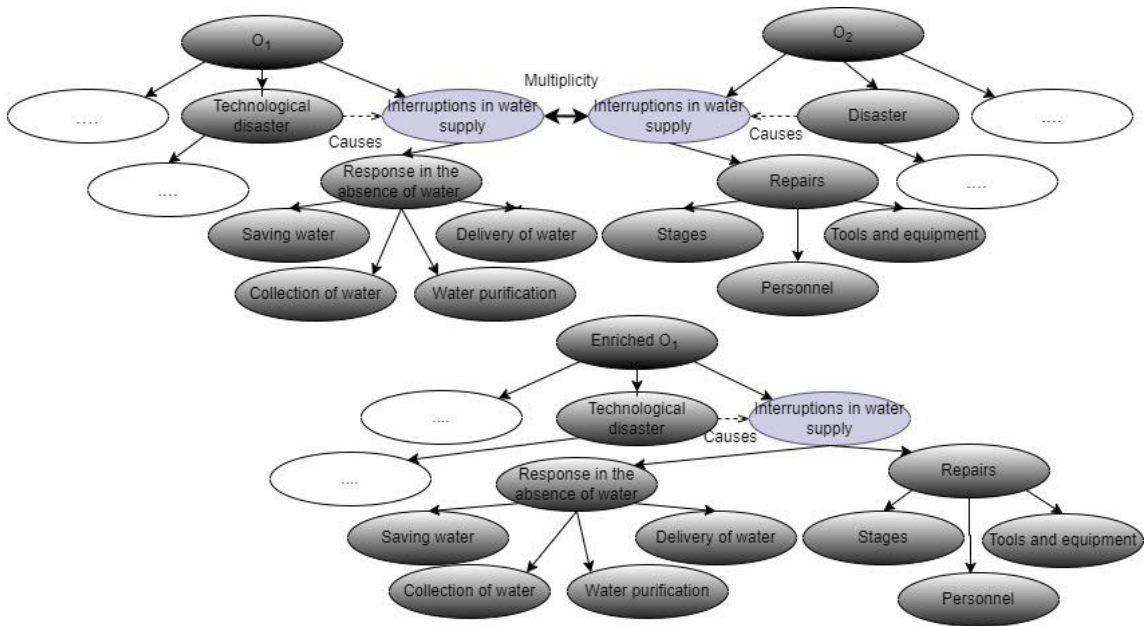 O1
O2
Multiplicity
....
Technological
disaster
Causes
Interruptions in water
supply
Interruptions in water
supply
Causes
Disaster
....
....
Response in the
absence of water
Repairs
....
Saving water
Delivery of water
Stages
Tools and equipment
Collection of water
Water purification
Personnel
Enriched O1
....
Technological
disaster
Causes
Interruptions in water
supply
....
Response in the
absence of water
Repairs
Saving water
Delivery of water
Stages
Tools and equipment
Collection of water
Water purification
Personnel